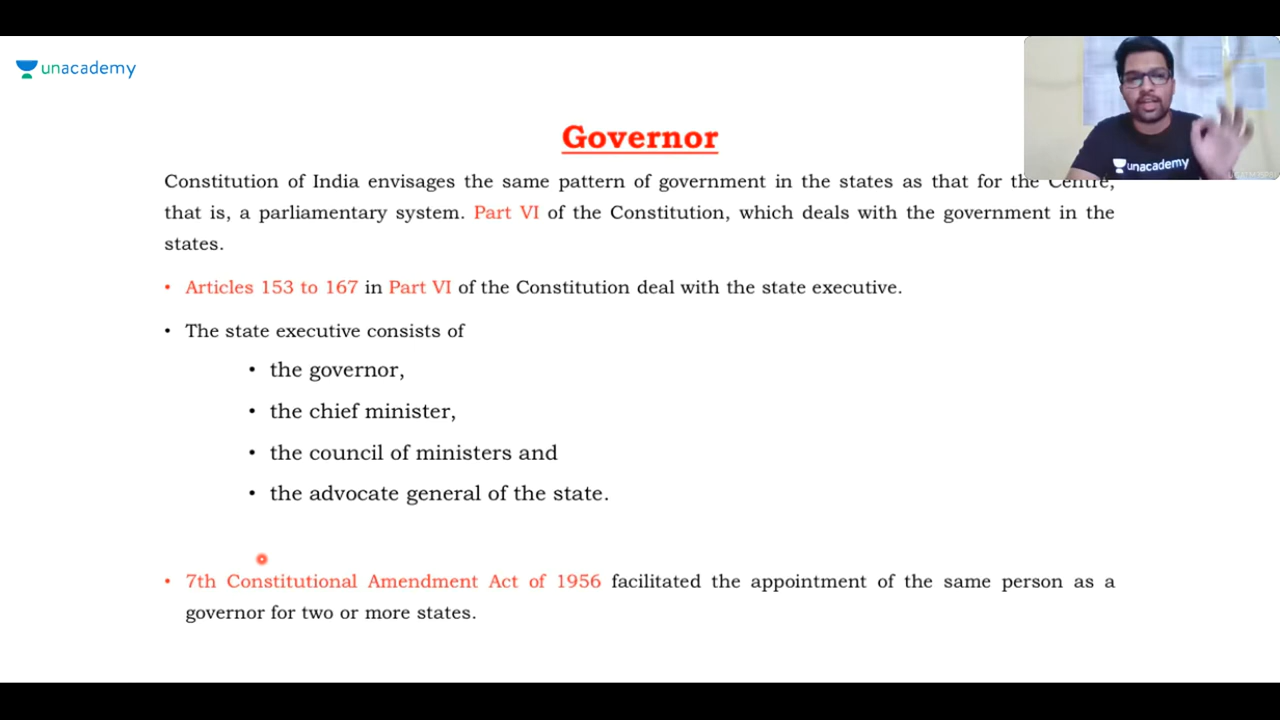 unacademy
Governor
unacademy
Constitution of India envisages the same pattern of government in the states as that for the Centre,
that is, a parliamentary system. Part VI of the Constitution, which deals with the government in the
states.
• Articles 153 to 167 in Part VI of the Constitution deal with the state executive.
• The state executive consists of
• the governor,
• the chief minister,
• the council of ministers and
• the advocate general of the state.
• 7th Constitutional Amendment Act of 1956 facilitated the appointment of the same person as a
governor for two or more states.